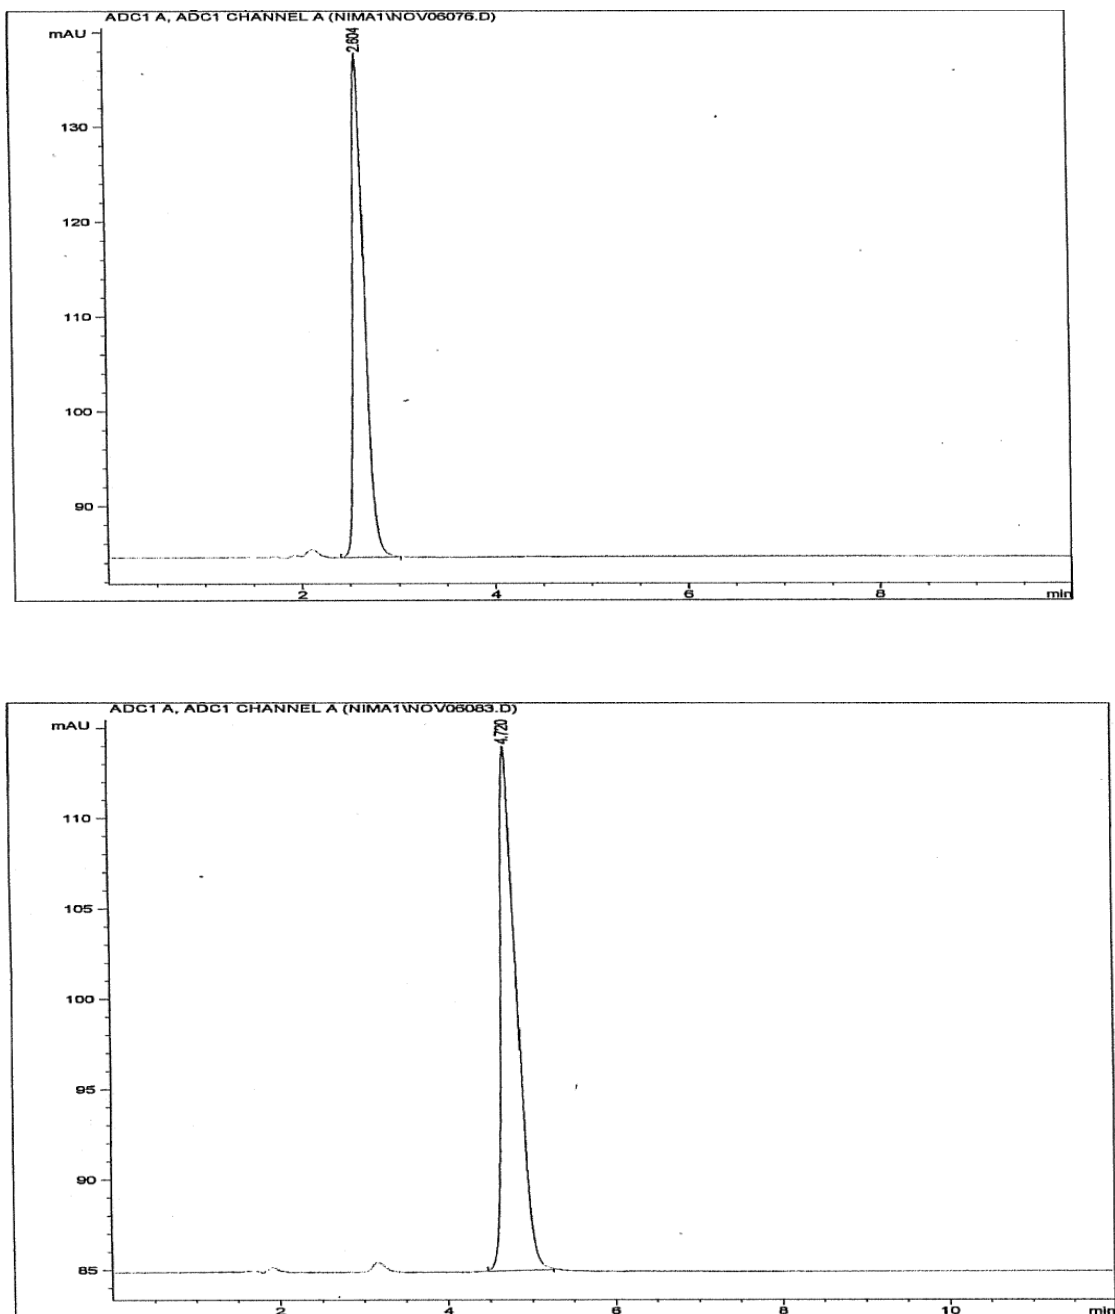 ADC1 A, ADC1 CHANNEL A (NIMA1\NOV06076.D)
mAU
2.604
130
120
110
100
90
2 4 6 8 min
ADC1 A, ADC1 CHANNEL A (NIMA1\NOV06083.D)
mAU
4.720
110
105
100
95
90
85
2 4 6 8 10 min